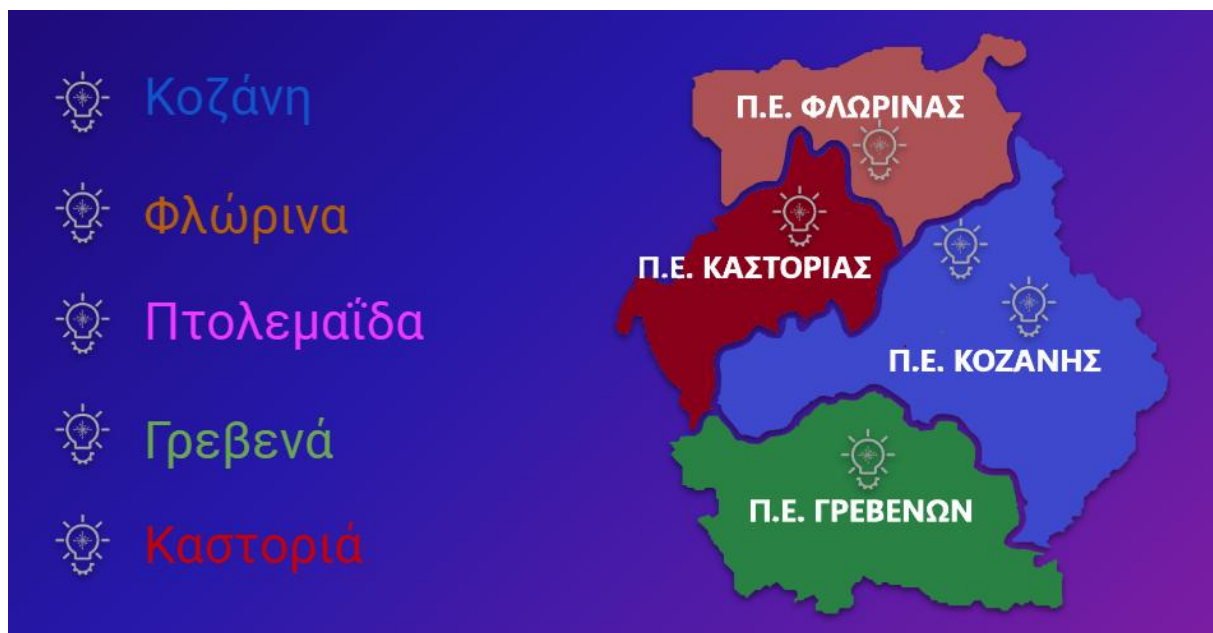 Κοζάνη
Φλώρινα
Πτολεμαΐδα
Γρεβενά
Καστοριά
Π.Ε. ΦΛΩΡΙΝΑΣ
Π.Ε. ΚΑΣΤΟΡΙΑΣ
Π.Ε. ΚΟΖΑΝΗΣ
Π.Ε. ΓΡΕΒΕΝΩΝ